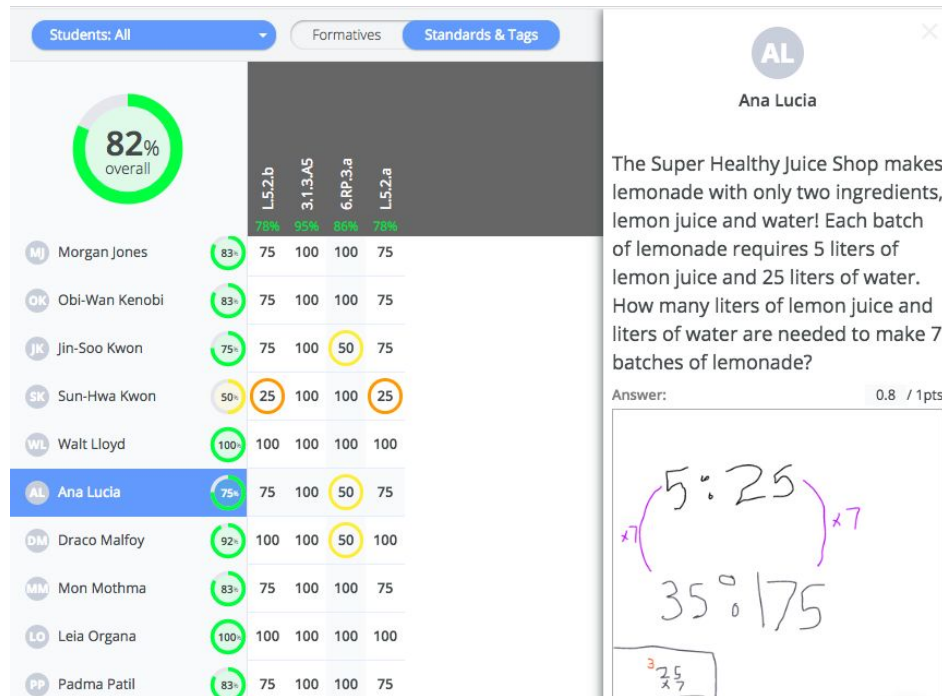 Students: All
Formatives
Standards & Tags
82%
overall
L.5.2.b
3.1.3.A5
6.RP.3.a
L.5.2.a
78% 95% 86% 78%
MJ Morgan Jones 83% 75 100 100 75
OK Obi-Wan Kenobi 83% 75 100 100 75
JK Jin-Soo Kwon 75% 75 100 50 75
SK Sun-Hwa Kwon 50% 25 100 100 25
WL Walt Lloyd 100% 100 100 100 100
AL Ana Lucia 75% 75 100 50 75
DM Draco Malfoy 92% 100 100 50 100
MM Mon Mothma 83% 75 100 100 75
LO Leia Organa 100% 100 100 100 100
PP Padma Patil 83% 75 100 100 75
AL
Ana Lucia
The Super Healthy Juice Shop makes
lemonade with only two ingredients,
lemon juice and water! Each batch
of lemonade requires 5 liters of
lemon juice and 25 liters of water.
How many liters of lemon juice and
liters of water are needed to make 7
batches of lemonade?
Answer: 0.8 / 1pts
5:25
x7 x7
35:175
3
25
x7